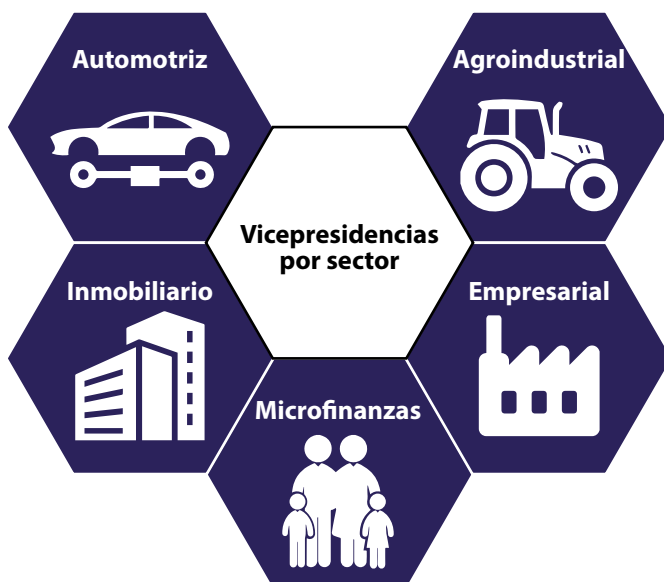 Automotriz
Agroindustrial
Vicepresidencias
por sector
Inmobiliario
Empresarial
Microfinanzas